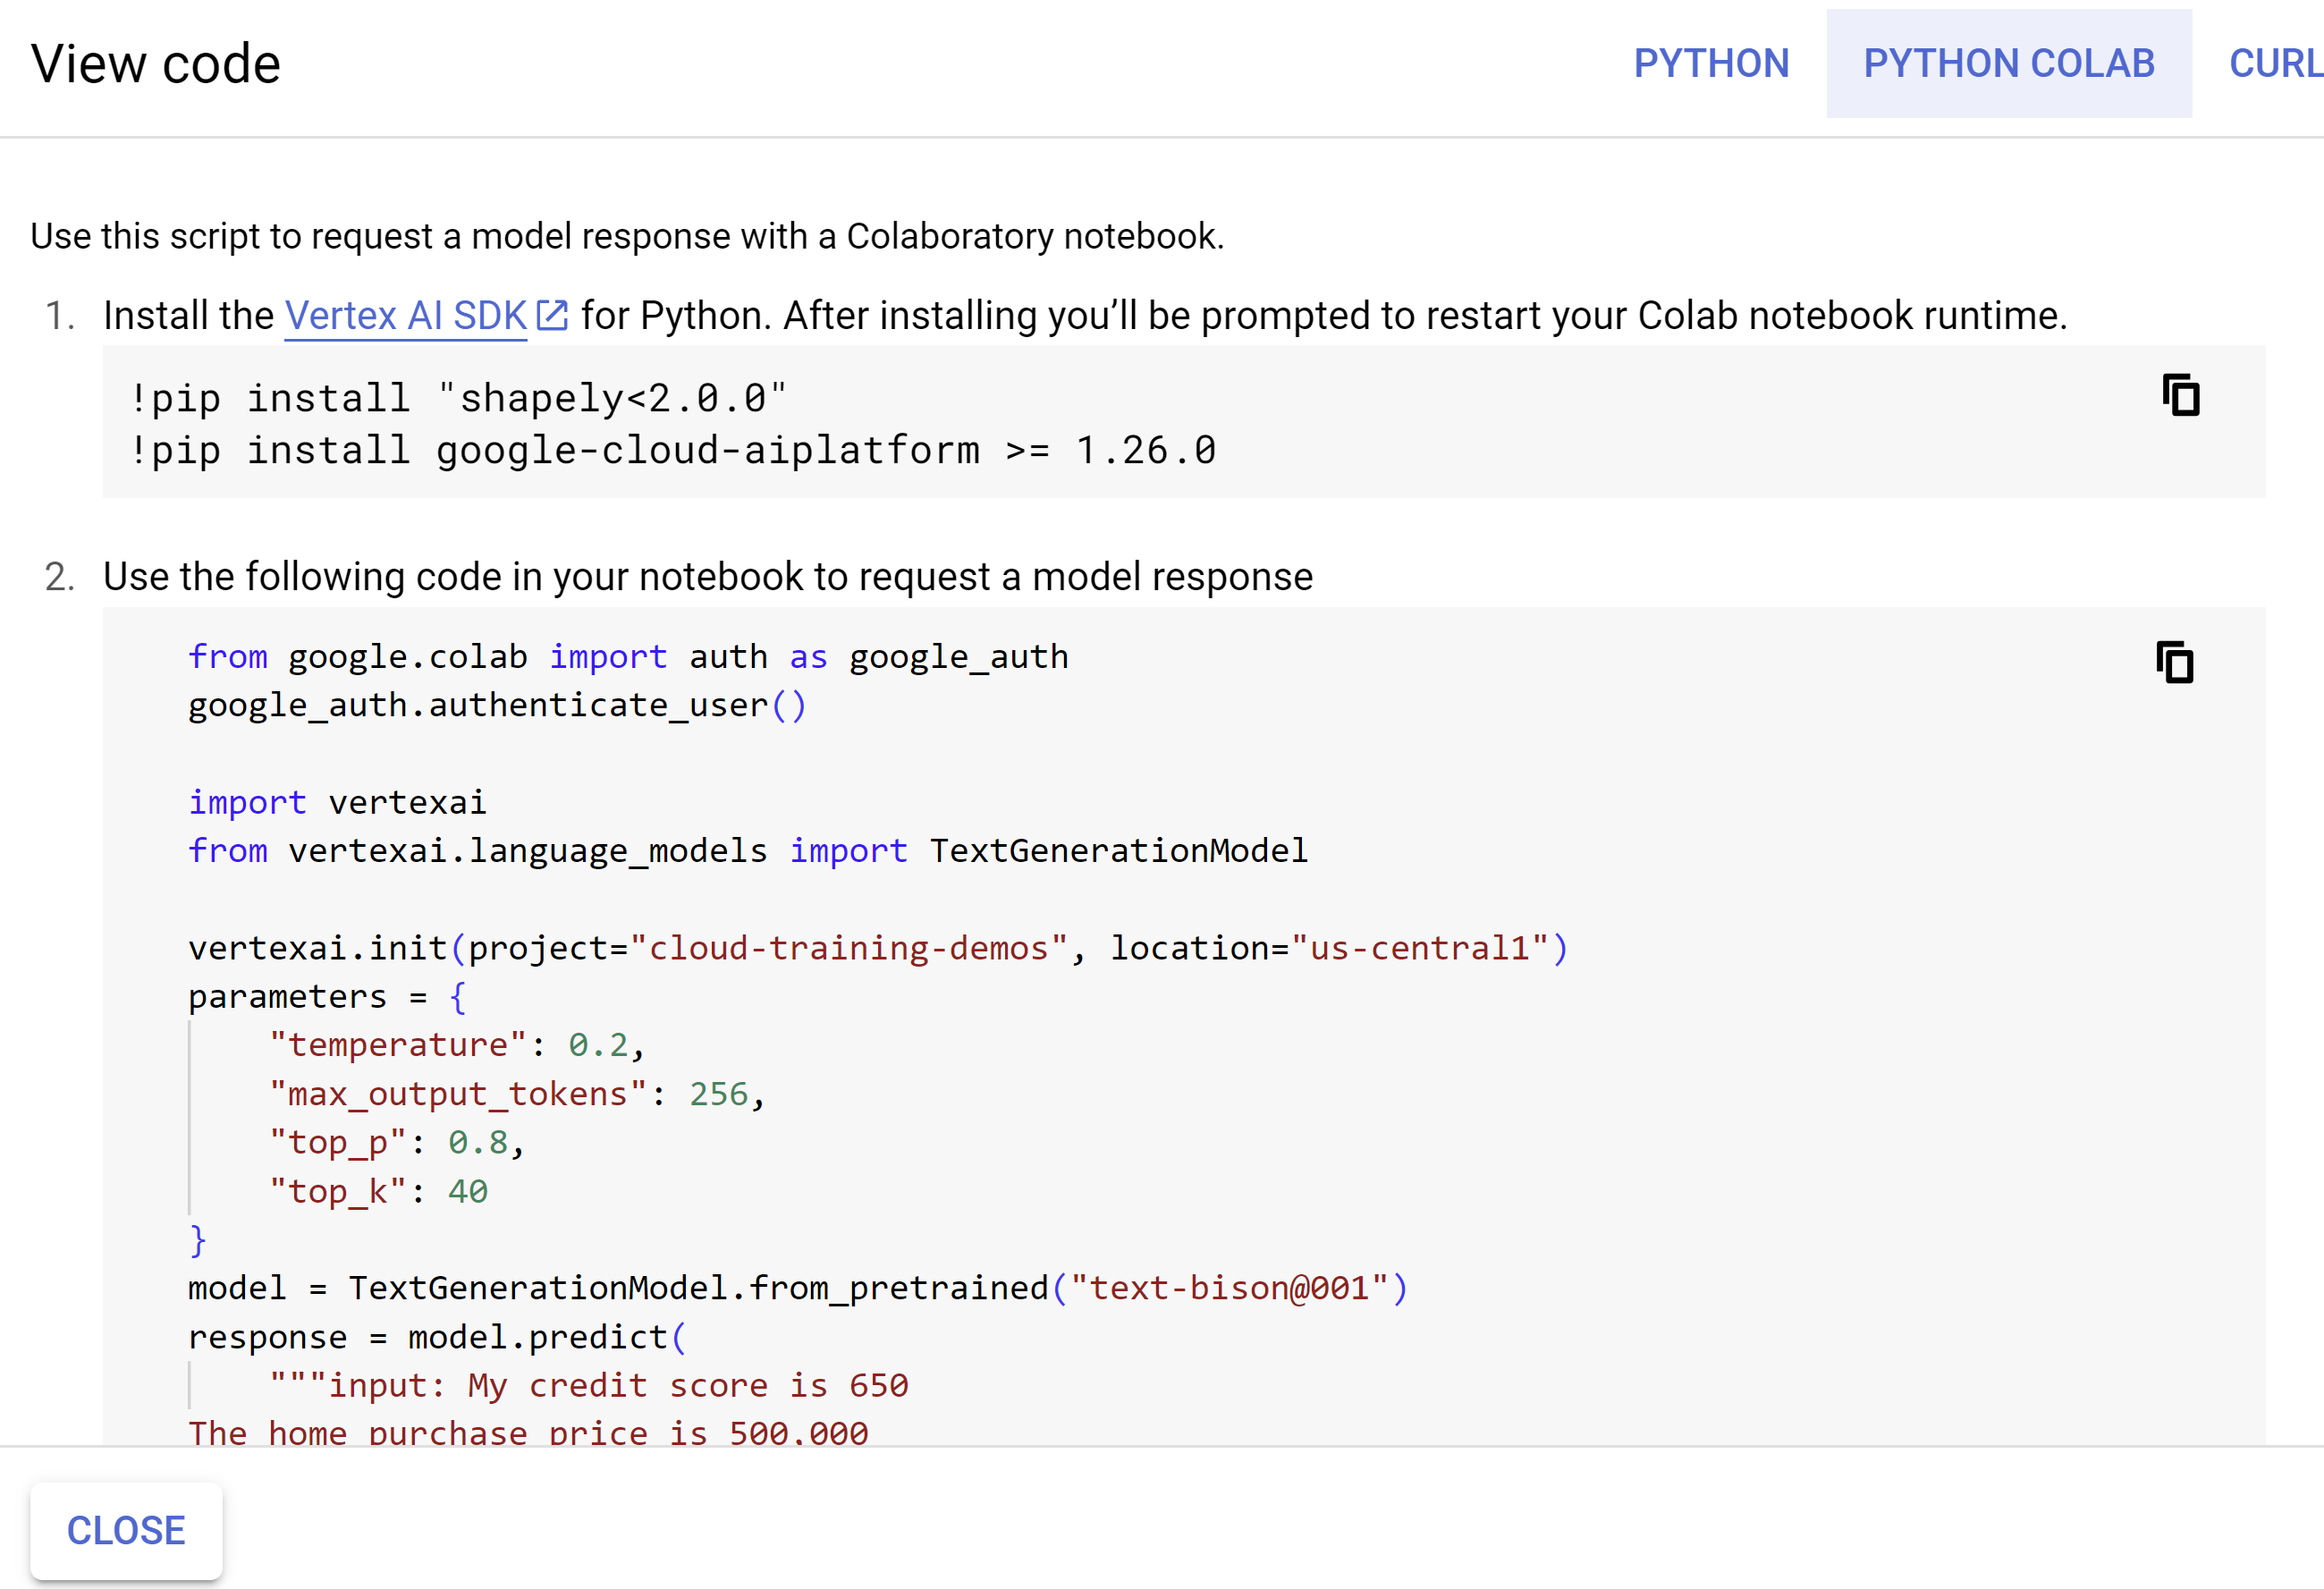 View code
PYTHON
PYTHON COLAB
CURL
Use this script to request a model response with a Colaboratory notebook.
1. Install the Vertex AI SDK for Python. After installing you’ll be prompted to restart your Colab notebook runtime.
!pip install "shapely<2.0.0"
!pip install google-cloud-aiplatform >= 1.26.0
2. Use the following code in your notebook to request a model response
from google.colab import auth as google_auth
google_auth.authenticate_user()
import vertexai
from vertexai.language_models import TextGenerationModel
vertexai.init(project="cloud-training-demos", location="us-central1")
parameters = {
"temperature": 0.2,
"max_output_tokens": 256,
"top_p": 0.8,
"top_k": 40
}
model = TextGenerationModel.from_pretrained("text-bison@001")
response = model.predict(
"""input: My credit score is 650
The home purchase price is 500,000
CLOSE